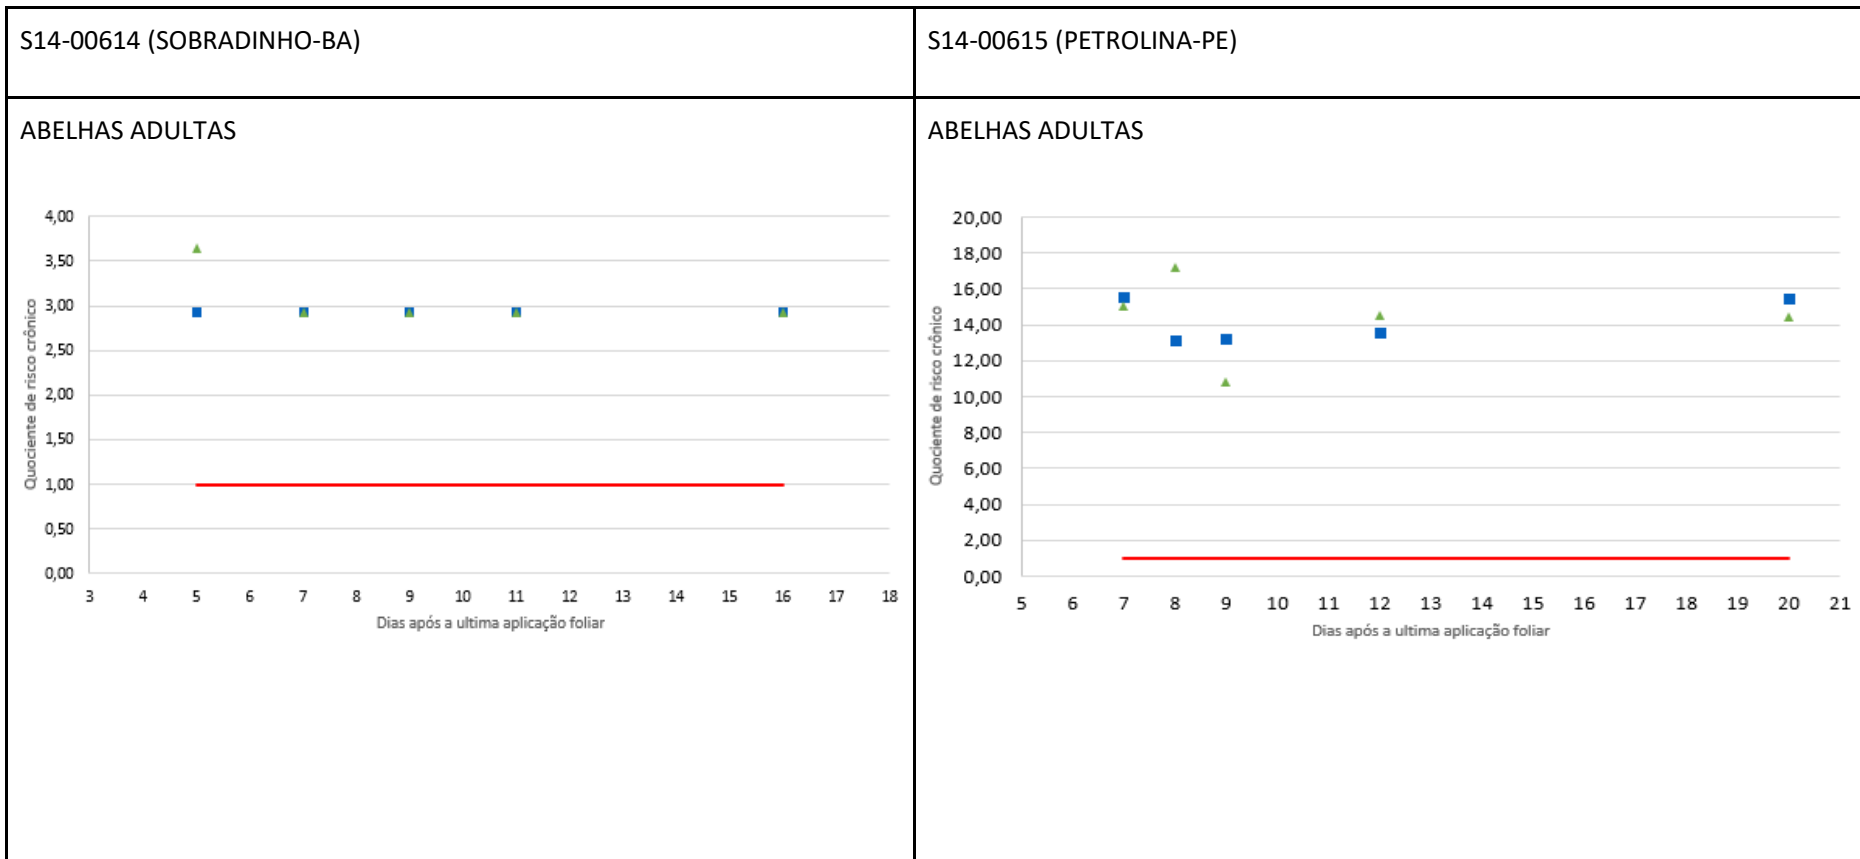 S14-00614 (SOBRADINHO-BA)
S14-00615 (PETROLINA-PE)
ABELHAS ADULTAS
4,00
3,50
3,00
2,50
2,00
1,50
1,00
0,50
0,00
Quociente de risco crônico
3 4 5 6 7 8 9 10 11 12 13 14 15 16 17 18
Dias após a ultima aplicação foliar
ABELHAS ADULTAS
20,00
18,00
16,00
14,00
12,00
10,00
8,00
6,00
4,00
2,00
0,00
Quociente de risco crônico
5 6 7 8 9 10 11 12 13 14 15 16 17 18 19 20 21
Dias após a ultima aplicação foliar